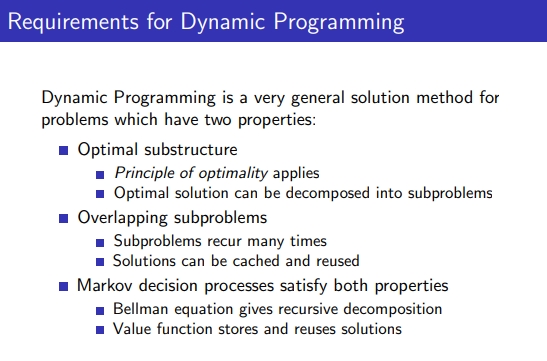 Requirements for Dynamic Programming
Dynamic Programming is a very general solution method for
problems which have two properties:
Optimal substructure
Principle of optimality applies
Optimal solution can be decomposed into subproblems
Overlapping subproblems
Subproblems recur many times
Solutions can be cached and reused
Markov decision processes satisfy both properties
Bellman equation gives recursive decomposition
Value function stores and reuses solutions